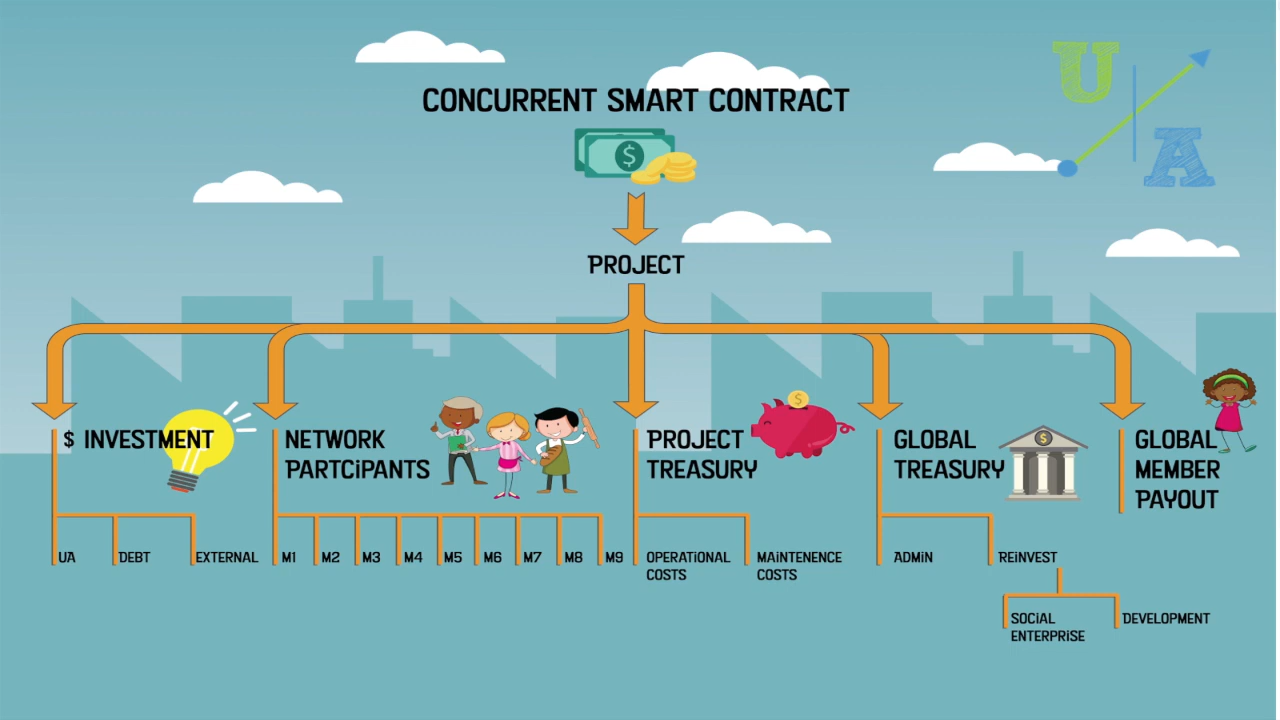 U
A
CONCURRENT SMART CONTRACT
$
PROJECT
$ INVESTMENT
UA
DEBT
EXTERNAL
NETWORK
PARTCiPANTS
M1
M2
M3
M4
M5
M6
M7
M8
M9
PROJECT
TREASURY
$
OPERATiONAL
COSTS
MAiNTENENCE
COSTS
GLOBAL
TREASURY
$
ADMiN
REiNVEST
SOCiAL
ENTERPRiSE
DEVELOPMENT
GLOBAL
MEMBER
PAYOUT